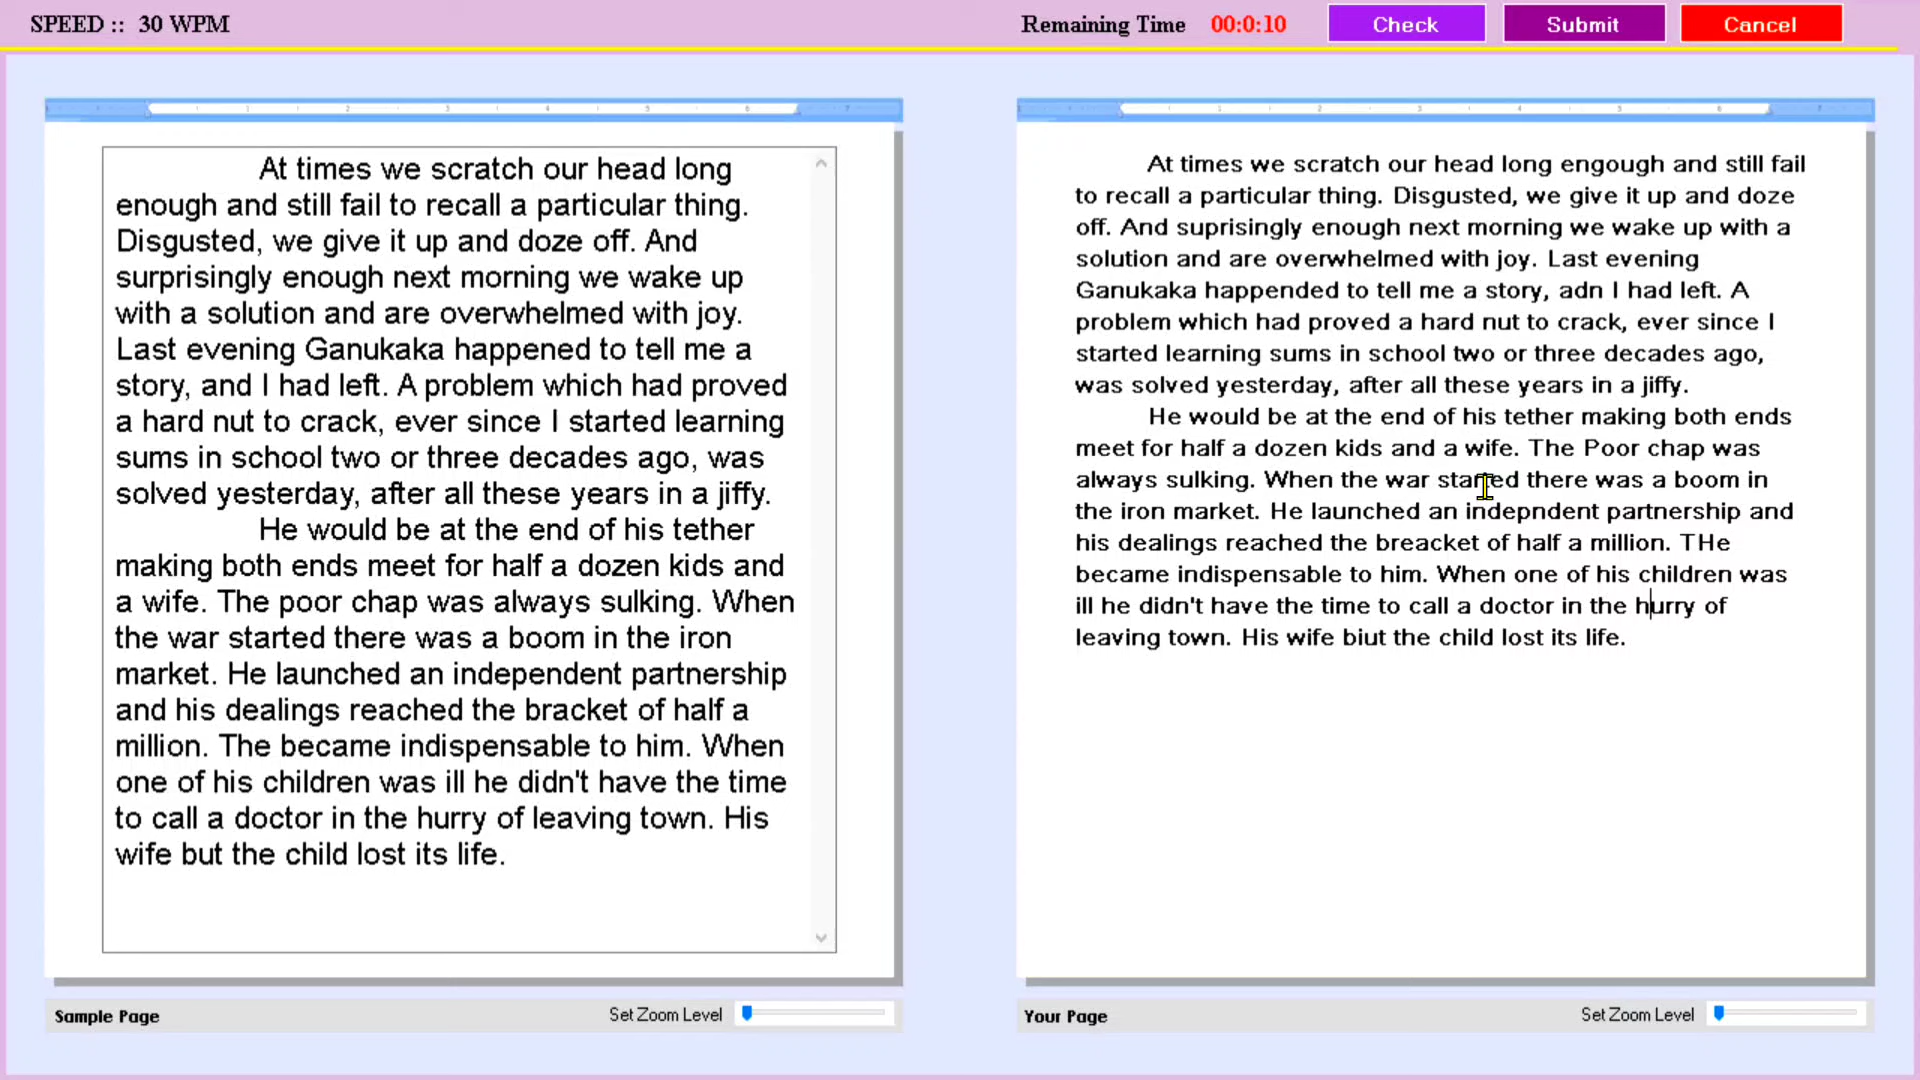 SPEED :: 30 WPM
Remaining Time 00:0:10
Check
Submit
Cancel
At times we scratch our head long
enough and still fail to recall a particular thing.
Disgusted, we give it up and doze off. And
surprisingly enough next morning we wake up
with a solution and are overwhelmed with joy.
Last evening Ganukaka happened to tell me a
story, and I had left. A problem which had proved
a hard nut to crack, ever since I started learning
sums in school two or three decades ago, was
solved yesterday, after all these years in a jiffy.
He would be at the end of his tether
making both ends meet for half a dozen kids and
a wife. The poor chap was always sulking. When
the war started there was a boom in the iron
market. He launched an independent partnership
and his dealings reached the bracket of half a
million. The became indispensable to him. When
one of his children was ill he didn't have the time
to call a doctor in the hurry of leaving town. His
wife but the child lost its life.
Sample Page
Set Zoom Level
At times we scratch our head long engough and still fail
to recall a particular thing. Disgusted, we give it up and doze
off. And suprisingly enough next morning we wake up with a
solution and are overwhelmed with joy. Last evening
Ganukaka happended to tell me a story, adn I had left. A
problem which had proved a hard nut to crack, ever since I
started learning sums in school two or three decades ago,
was solved yesterday, after all these years in a jiffy.
He would be at the end of his tether making both ends
meet for half a dozen kids and a wife. The Poor chap was
always sulking. When the war started there was a boom in
the iron market. He launched an indepndent partnership and
his dealings reached the breacket of half a million. THe
became indispensable to him. When one of his children was
ill he didn't have the time to call a doctor in the hurry of
leaving town. His wife biut the child lost its life.
Your Page
Set Zoom Level